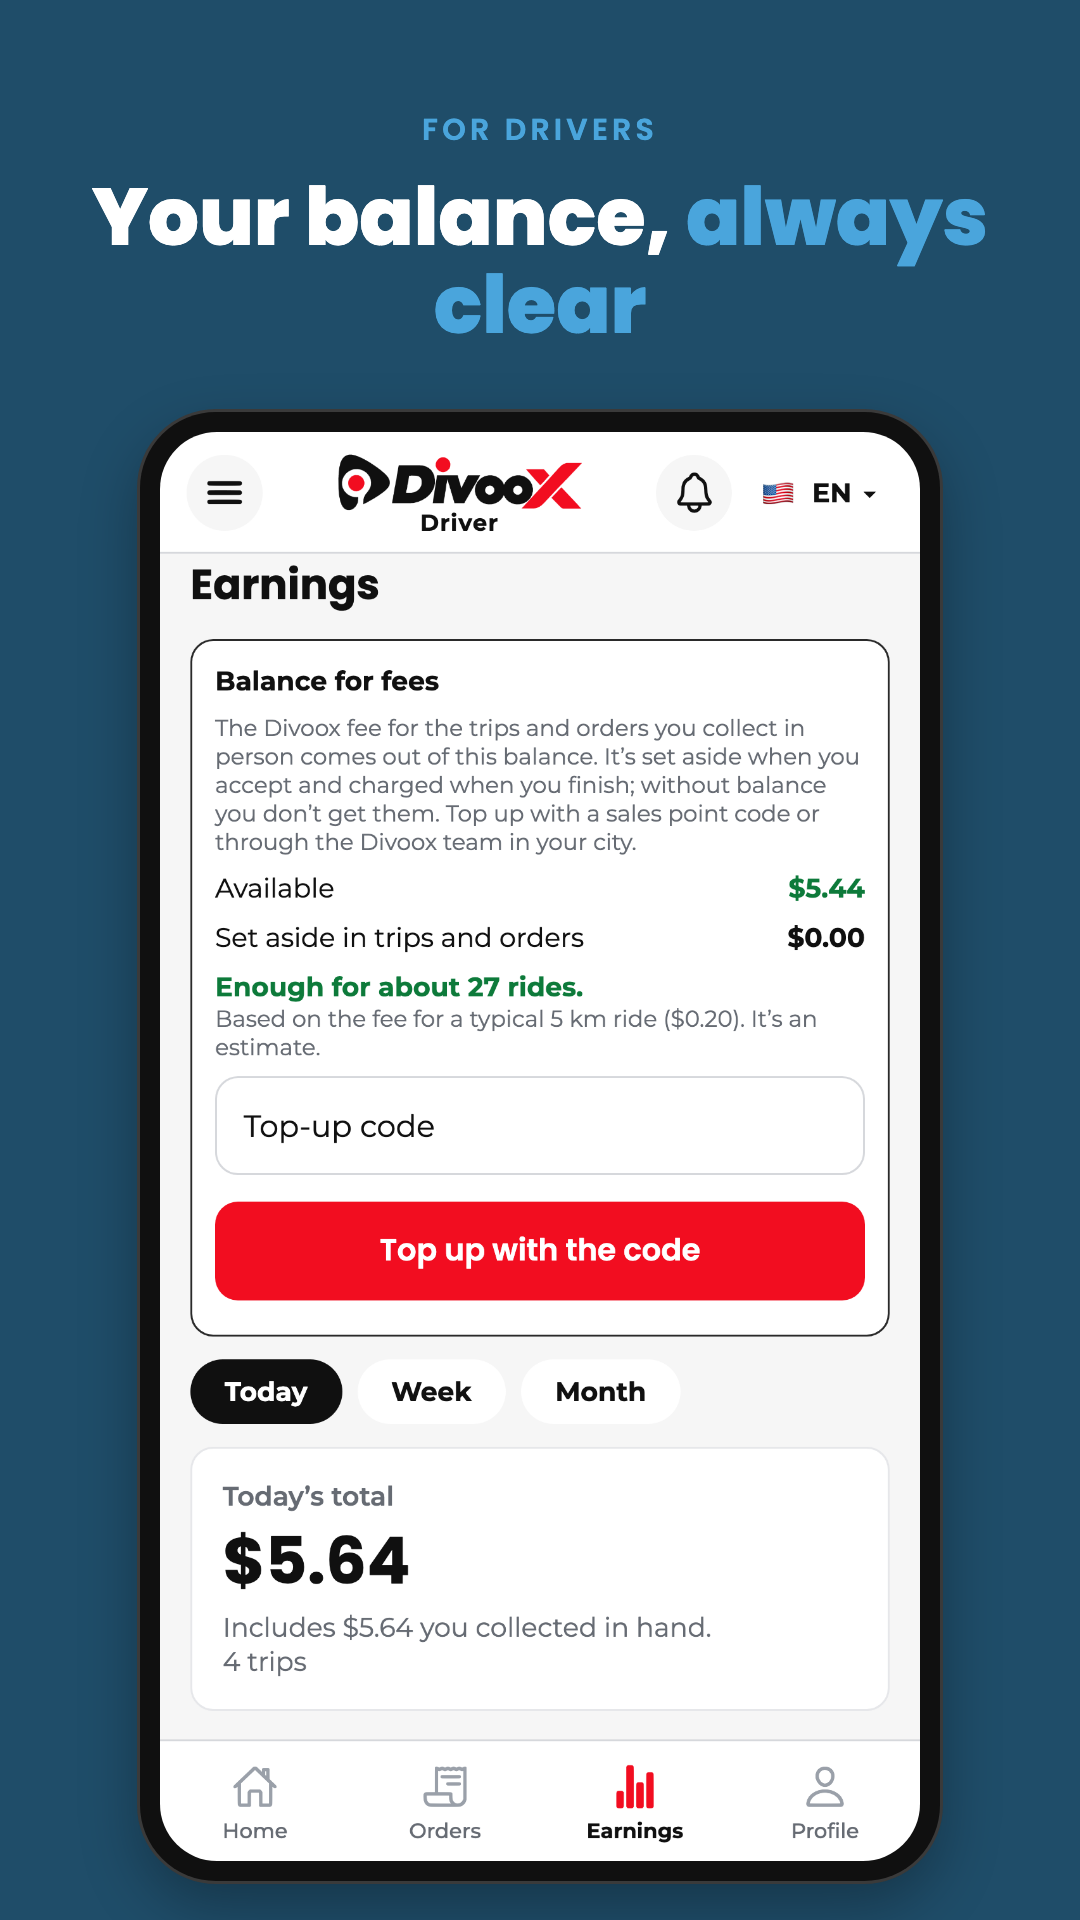 FOR DRIVERS
Your balance, always
clear
DivooX
Driver
EN
Earnings
Balance for fees
The Divoox fee for the trips and orders you collect in
person comes out of this balance. It’s set aside when you
accept and charged when you finish; without balance
you don’t get them. Top up with a sales point code or
through the Divoox team in your city.
Available $5.44
Set aside in trips and orders $0.00
Enough for about 27 rides.
Based on the fee for a typical 5 km ride ($0.20). It’s an
estimate.
Top-up code
Top up with the code
Today Week Month
Today’s total
$5.64
Includes $5.64 you collected in hand.
4 trips
Home Orders Earnings Profile